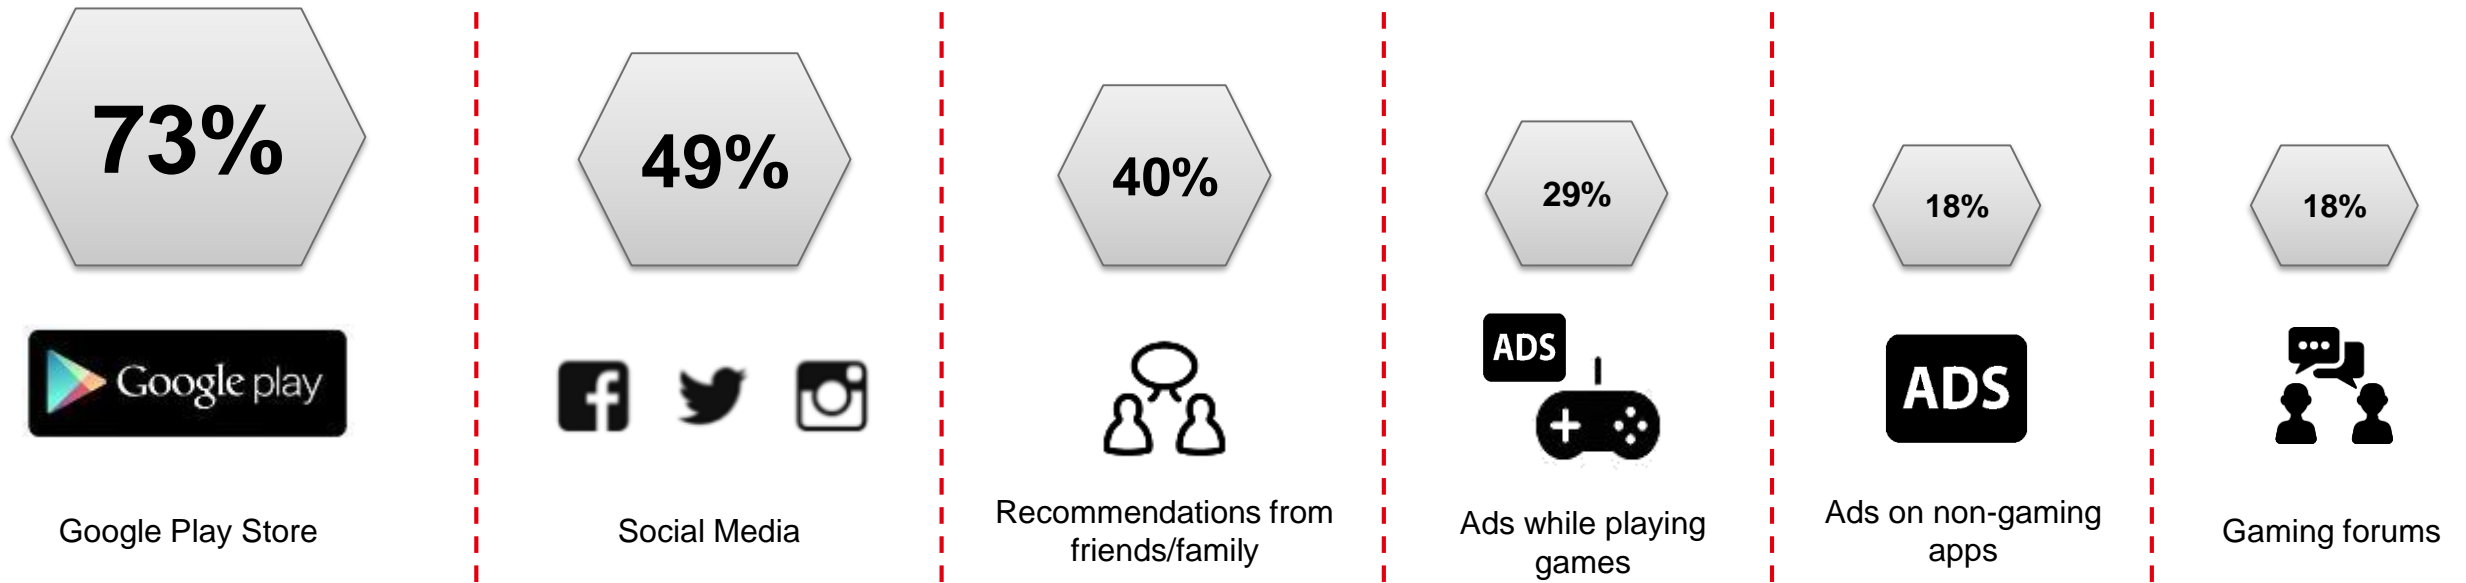 73%
49%
40%
29%
18%
18%
Google play
ADS
ADS
Google Play Store
Social Media
Recommendations from
friends/family
Ads while playing
games
Ads on non-gaming
apps
Gaming forums